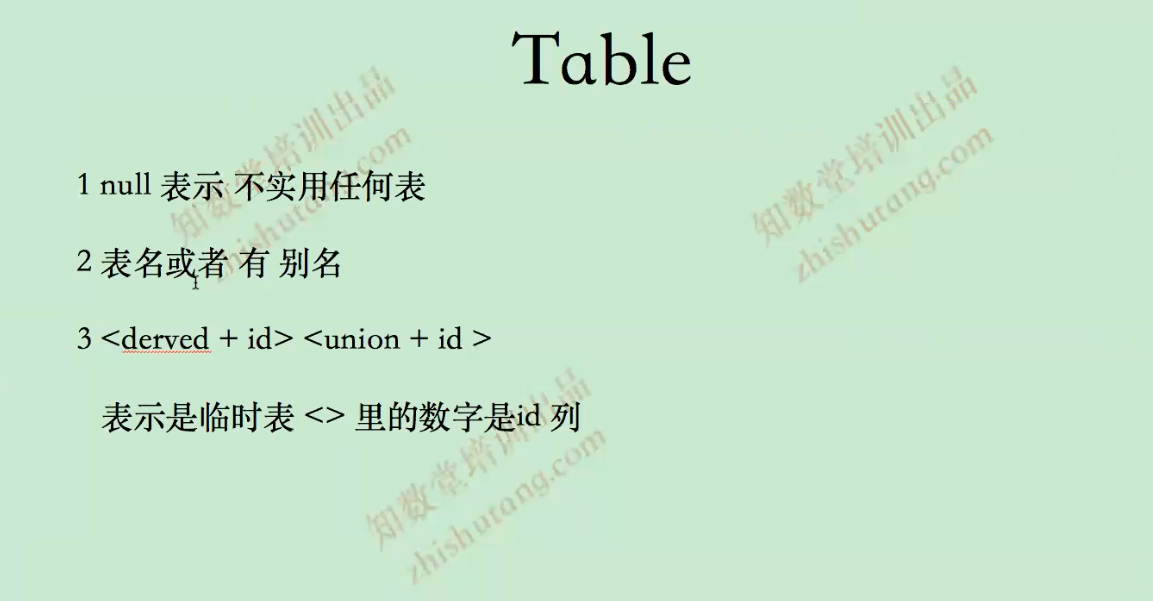 Table
1 null 表示 不实用任何表
2 表名或者 有 别名
3 <derved + id> <union + id >
表示是临时表 <> 里的数字是id 列
知数堂培训出品
zhishutang.com
知数堂培训出品
zhishutang.com
知数堂培训出品
zhishutang.com